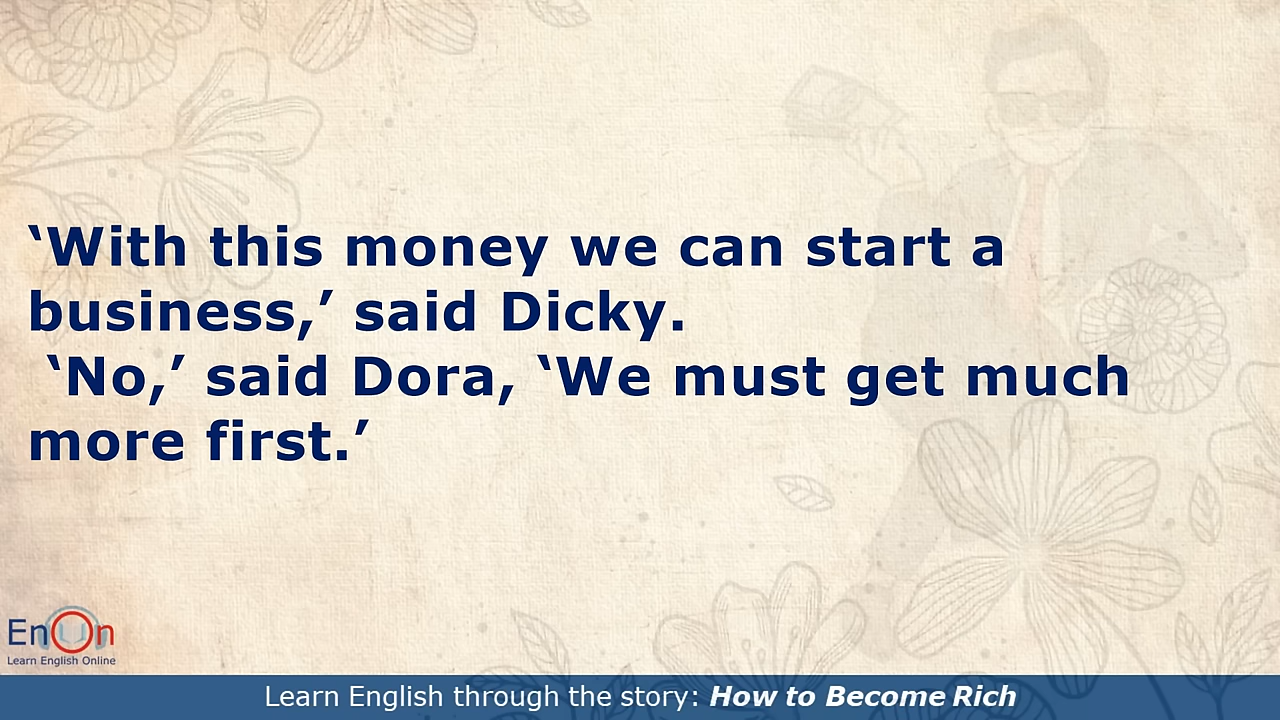 ‘With this money we can start a
business,’ said Dicky.
‘No,’ said Dora, ‘We must get much
more first.’
EnOn
Learn English Online
Learn English through the story: How to Become Rich